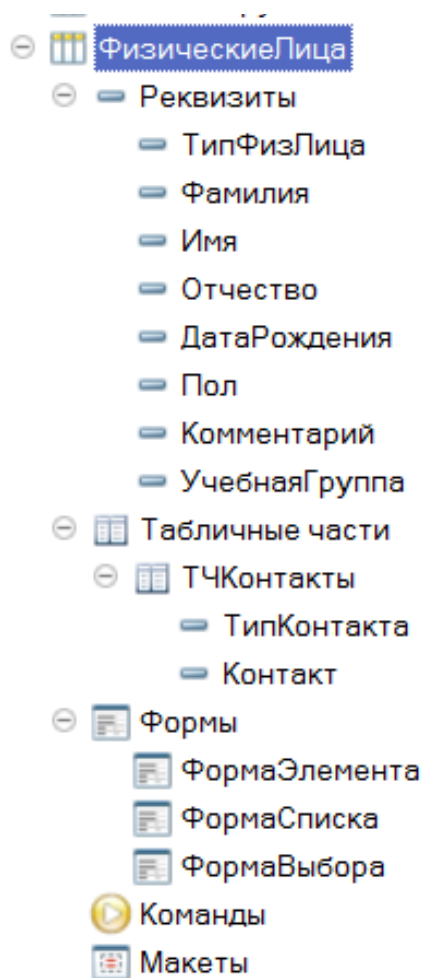 ФизическиеЛица
Реквизиты
ТипФизЛица
Фамилия
Имя
Отчество
ДатаРождения
Пол
Комментарий
УчебнаяГруппа
Табличные части
ТЧКонтакты
ТипКонтакта
Контакт
Формы
ФормаЭлемента
ФормаСписка
ФормаВыбора
Команды
Макеты